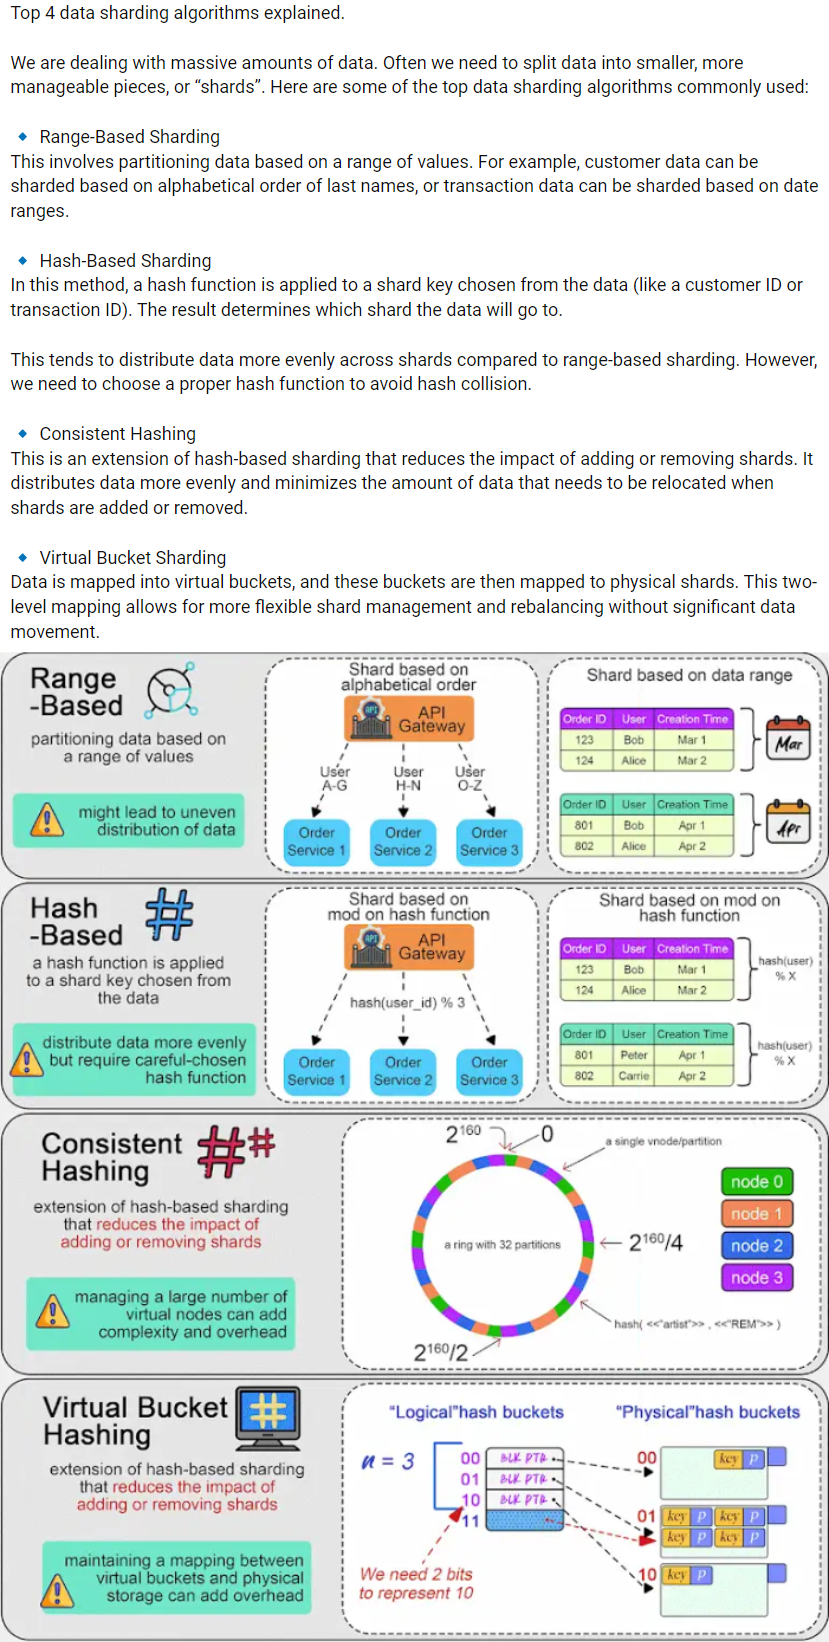 Top 4 data sharding algorithms explained.
We are dealing with massive amounts of data. Often we need to split data into smaller, more
manageable pieces, or “shards”. Here are some of the top data sharding algorithms commonly used:
🔹 Range-Based Sharding
This involves partitioning data based on a range of values. For example, customer data can be
sharded based on alphabetical order of last names, or transaction data can be sharded based on date
ranges.
🔹 Hash-Based Sharding
In this method, a hash function is applied to a shard key chosen from the data (like a customer ID or
transaction ID). The result determines which shard the data will go to.
This tends to distribute data more evenly across shards compared to range-based sharding. However,
we need to choose a proper hash function to avoid hash collision.
🔹 Consistent Hashing
This is an extension of hash-based sharding that reduces the impact of adding or removing shards. It
distributes data more evenly and minimizes the amount of data that needs to be relocated when
shards are added or removed.
🔹 Virtual Bucket Sharding
Data is mapped into virtual buckets, and these buckets are then mapped to physical shards. This two-
level mapping allows for more flexible shard management and rebalancing without significant data
movement.
Range
-Based
partitioning data based on
a range of values
might lead to uneven
distribution of data
Shard based on
alphabetical order
API
API
Gateway
User
A-G
User
H-N
User
O-Z
Order
Service 1
Order
Service 2
Order
Service 3
Shard based on data range
Order ID User Creation Time
123 Bob Mar 1
124 Alice Mar 2
Mar
Order ID User Creation Time
801 Bob Apr 1
802 Alice Apr 2
Apr
Hash
-Based
a hash function is applied
to a shard key chosen from
the data
distribute data more evenly
but require careful-chosen
hash function
Shard based on
mod on hash function
API
API
Gateway
hash(user_id) % 3
Order
Service 1
Order
Service 2
Order
Service 3
Shard based on mod on
hash function
Order ID User Creation Time
123 Bob Mar 1
124 Alice Mar 2
hash(user)
% X
Order ID User Creation Time
801 Peter Apr 1
802 Carrie Apr 2
hash(user)
% X
Consistent
Hashing
extension of hash-based sharding
that reduces the impact of
adding or removing shards
managing a large number of
virtual nodes can add
complexity and overhead
2^160
0
a single vnode/partition
a ring with 32 partitions
2^160/4
hash( <<"artist">> , <<"REM">> )
2^160/2
node 0
node 1
node 2
node 3
Virtual Bucket
Hashing
extension of hash-based sharding
that reduces the impact of
adding or removing shards
maintaining a mapping between
virtual buckets and physical
storage can add overhead
"Logical"hash buckets
n = 3
00 BLK PTR
01 BLK PTR
10 BLK PTR
11
We need 2 bits
to represent 10
"Physical"hash buckets
00 key p
01 key p key p
key p key p
10 key p